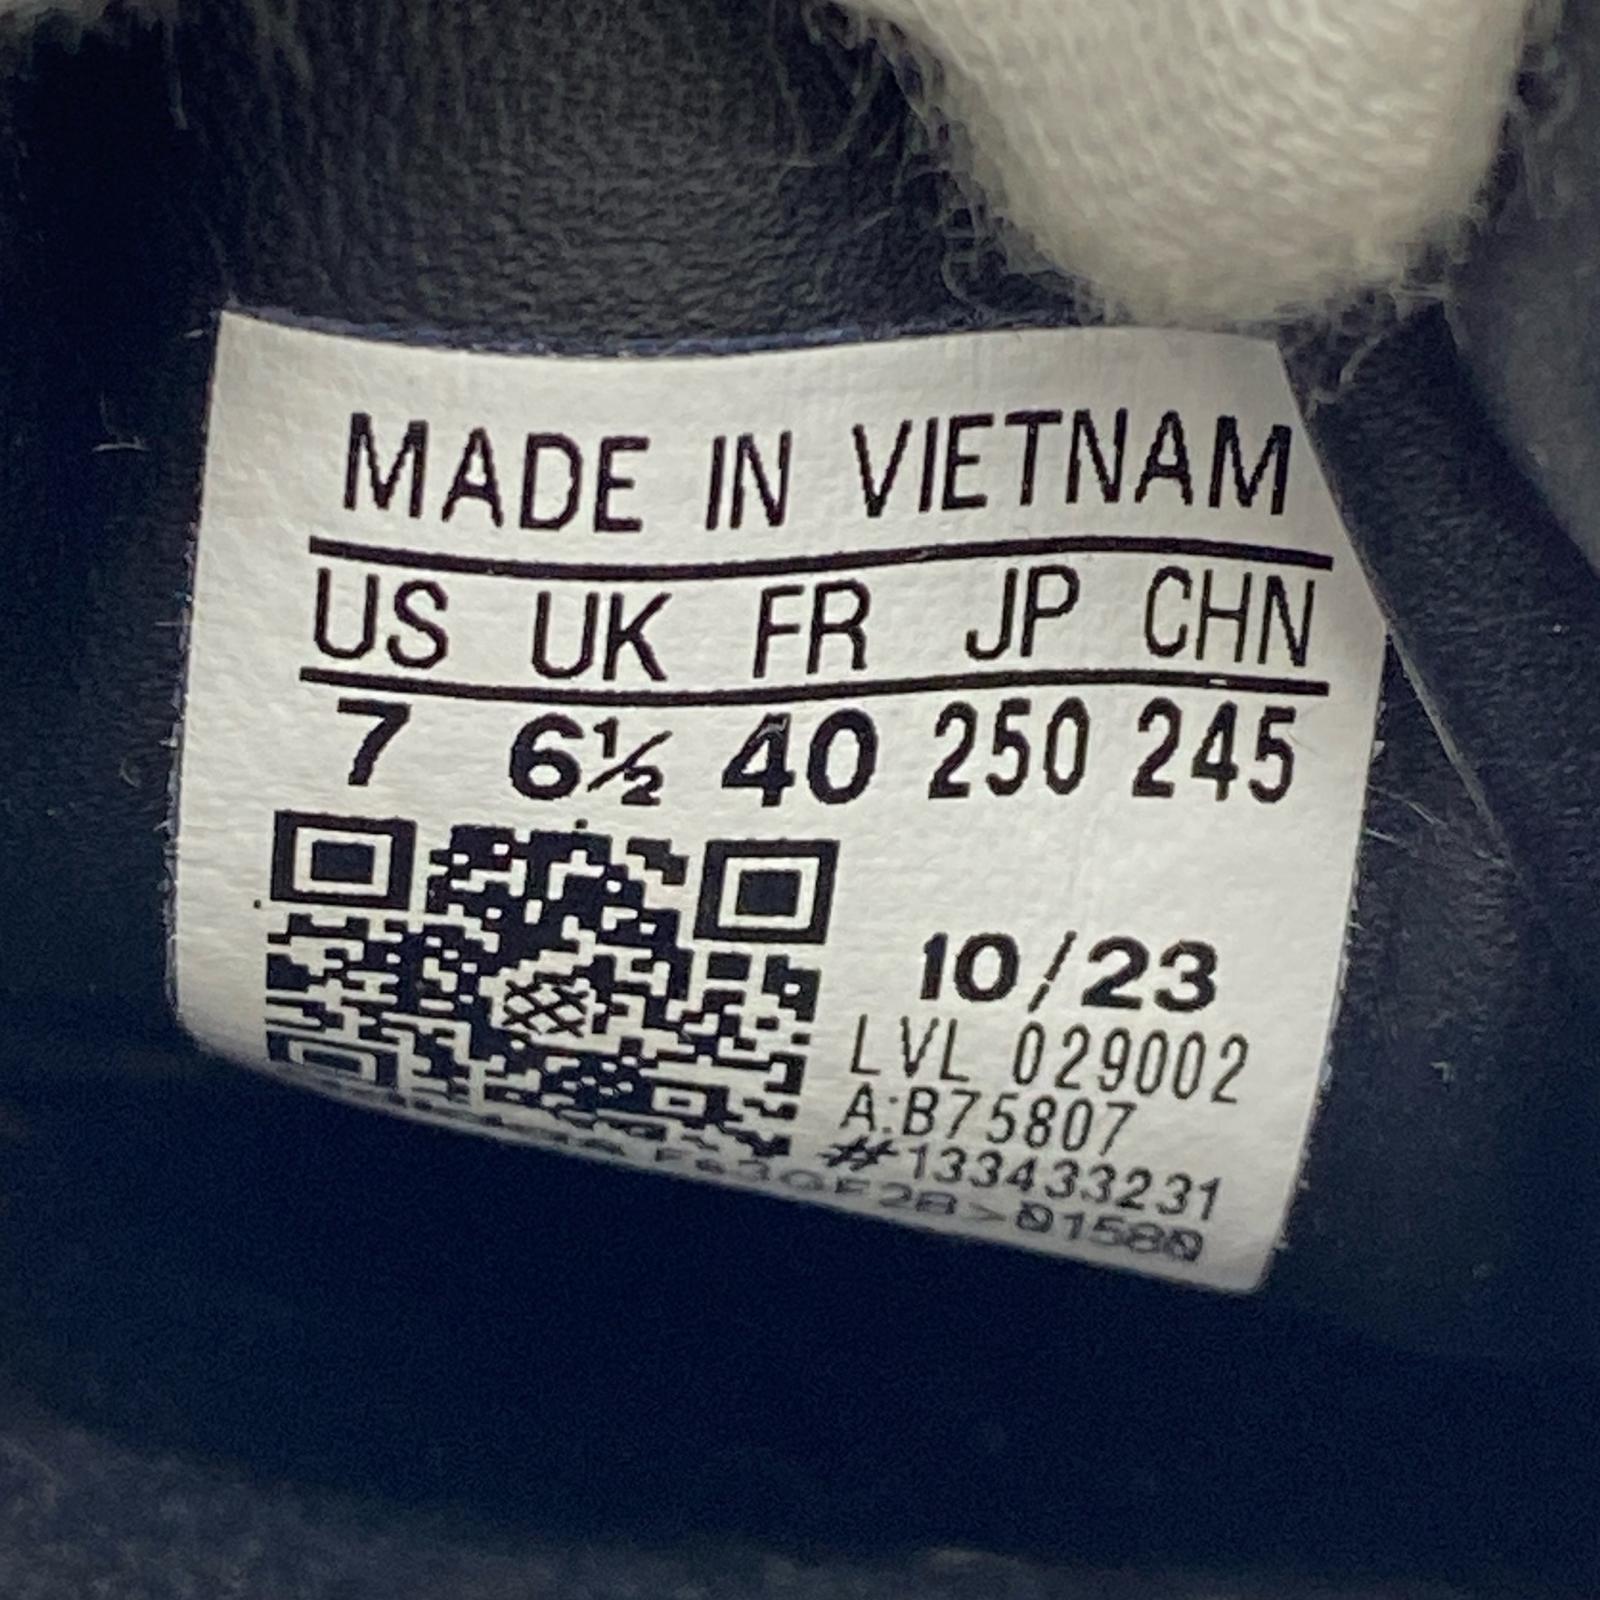 MADE IN VIETNAM
US UK FR JP CHN
7 6½ 40 250 245
10/23
LVL 029002
A:B75807
#133433231